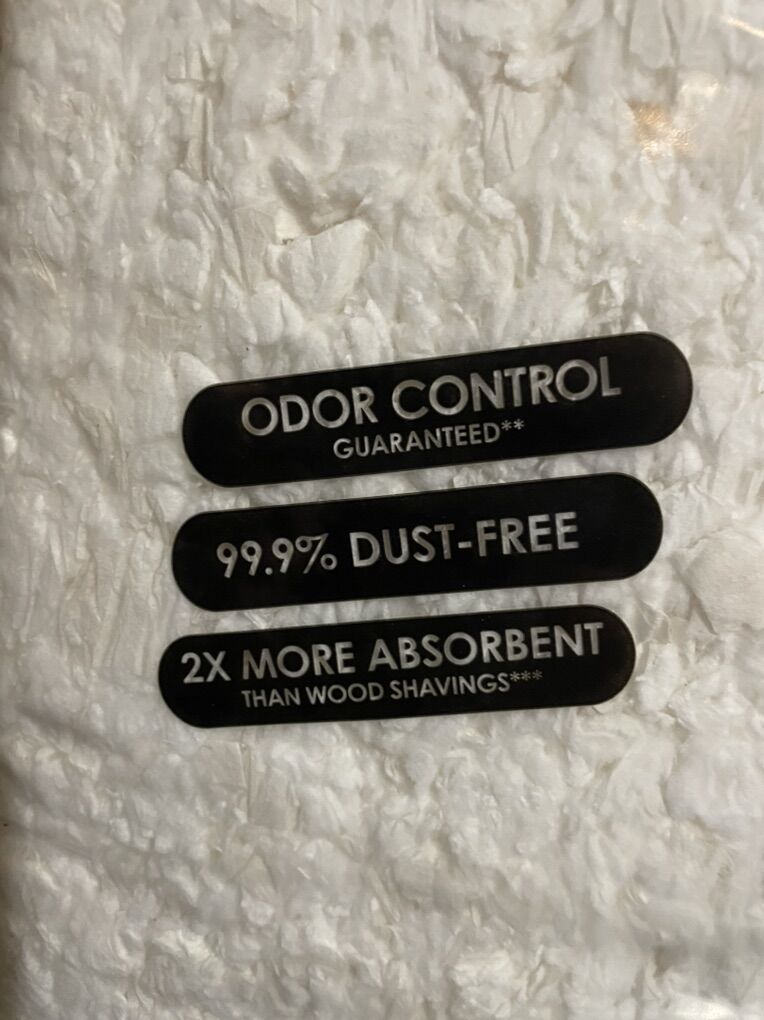 ODOR CONTROL
GUARANTEED**
99.9% DUST-FREE
2X MORE ABSORBENT
THAN WOOD SHAVINGS***